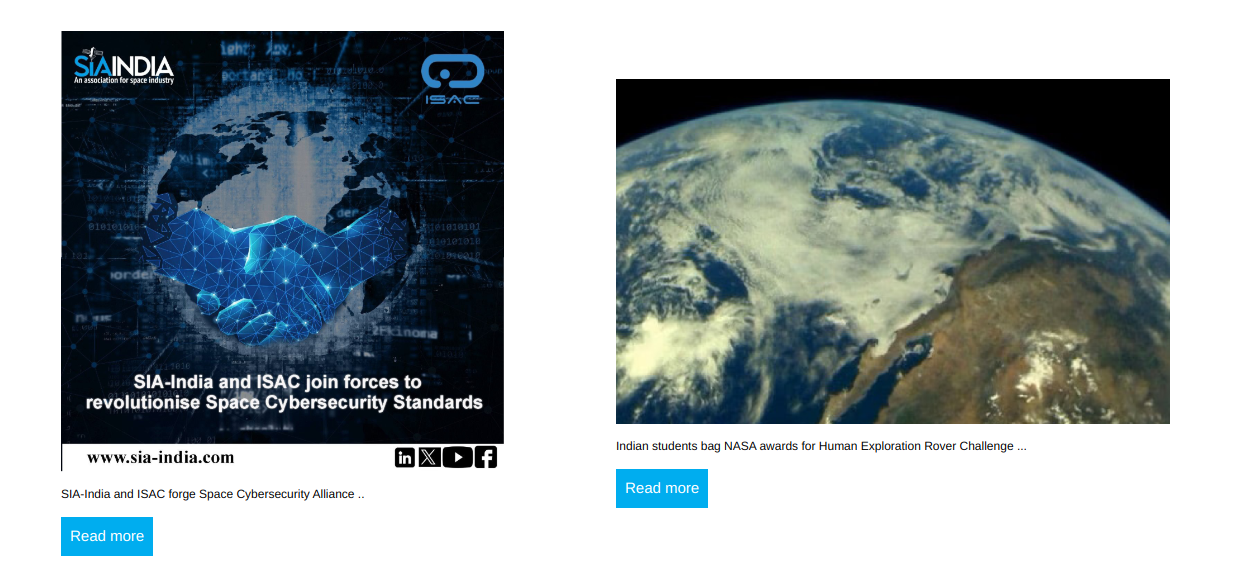 SIAINDIA
An association for space industry
ISAC
SIA-India and ISAC join forces to
revolutionise Space Cybersecurity Standards
www.sia-india.com
SIA-India and ISAC forge Space Cybersecurity Alliance ..
Read more
Indian students bag NASA awards for Human Exploration Rover Challenge ...
Read more